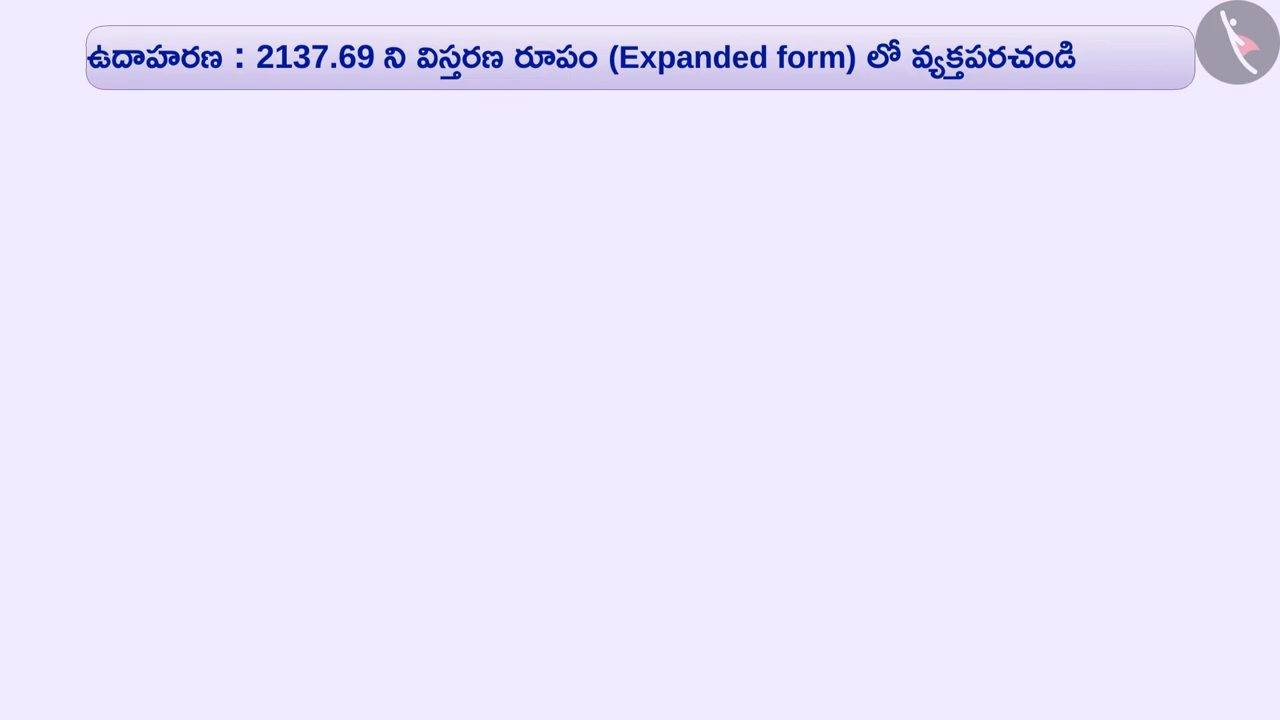 ఉదాహరణ : 2137.69 ని విస్తరణ రూపం (Expanded form) లో వ్యక్తపరచండి